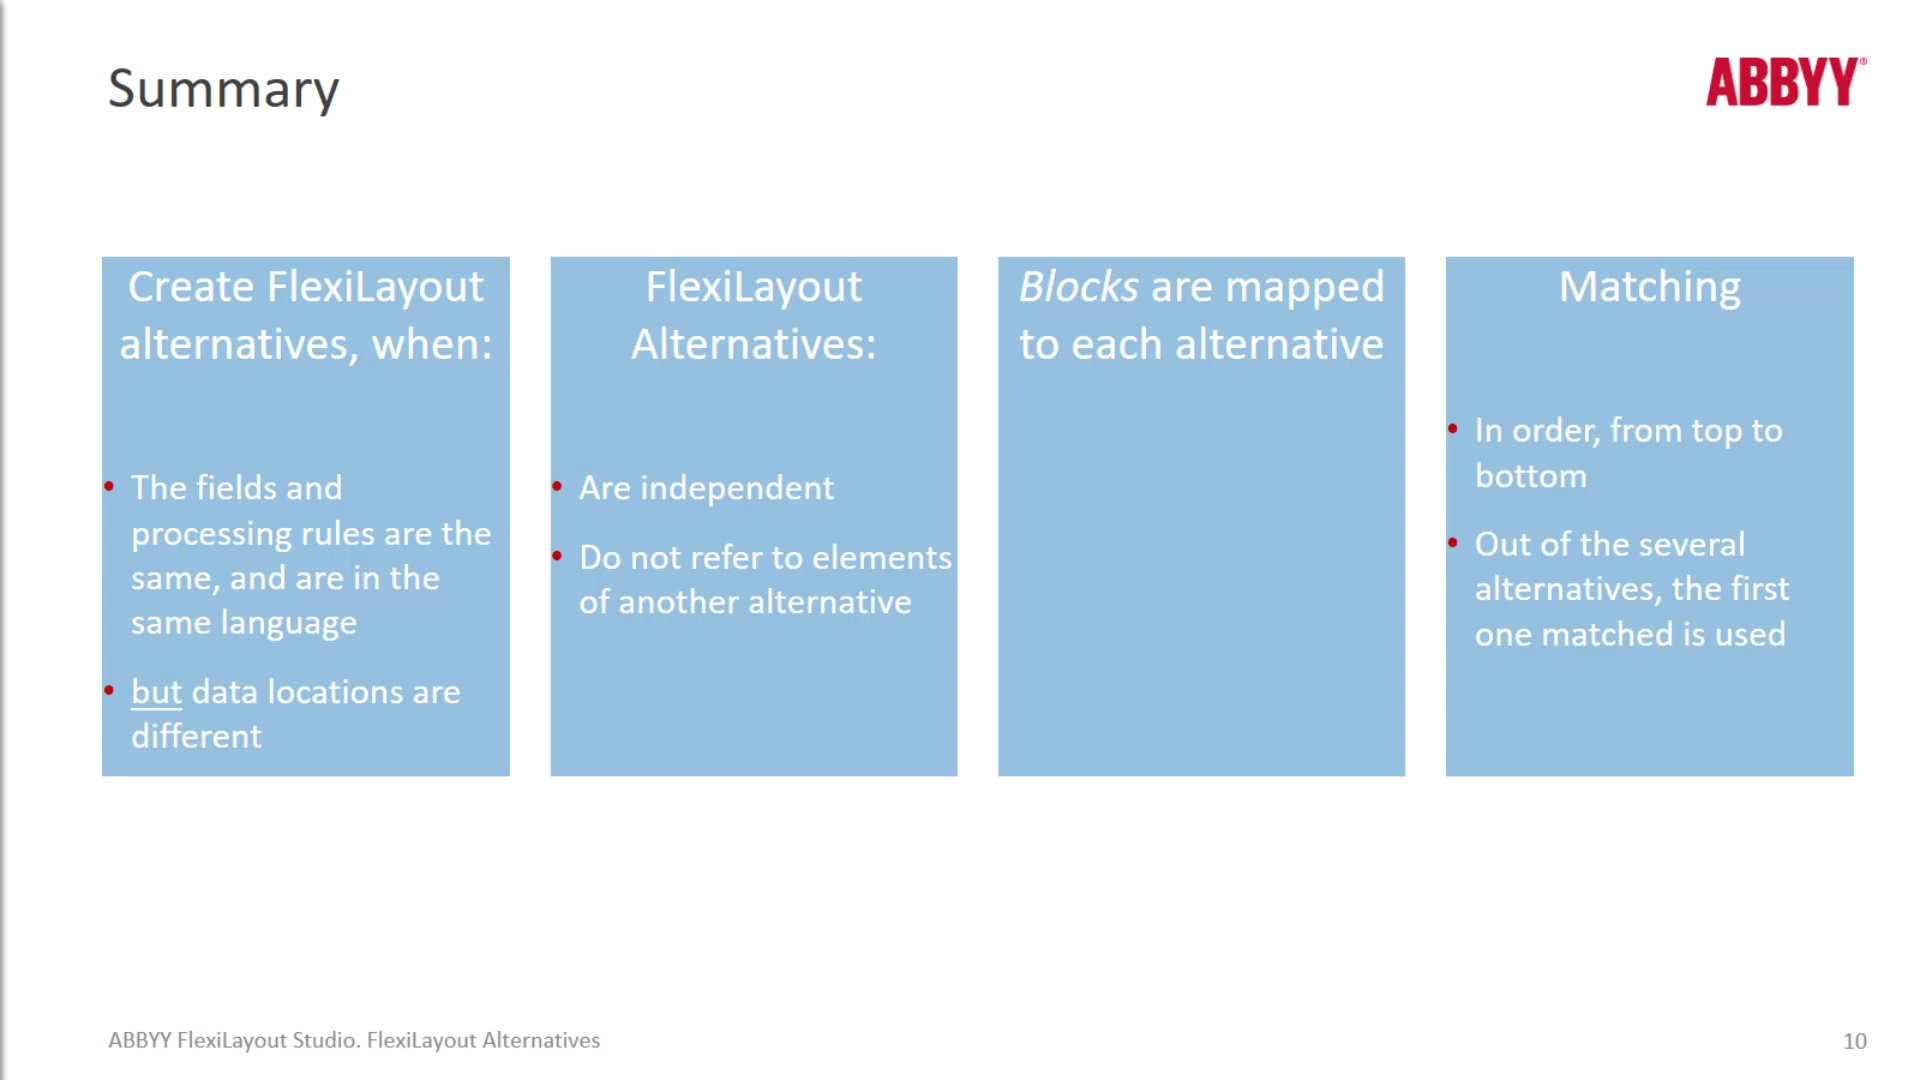 Summary
ABBYY®
Create FlexiLayout
alternatives, when:
• The fields and
processing rules are the
same, and are in the
same language
• but data locations are
different
FlexiLayout
Alternatives:
• Are independent
• Do not refer to elements
of another alternative
Blocks are mapped
to each alternative
Matching
• In order, from top to
bottom
• Out of the several
alternatives, the first
one matched is used
ABBYY FlexiLayout Studio. FlexiLayout Alternatives
10